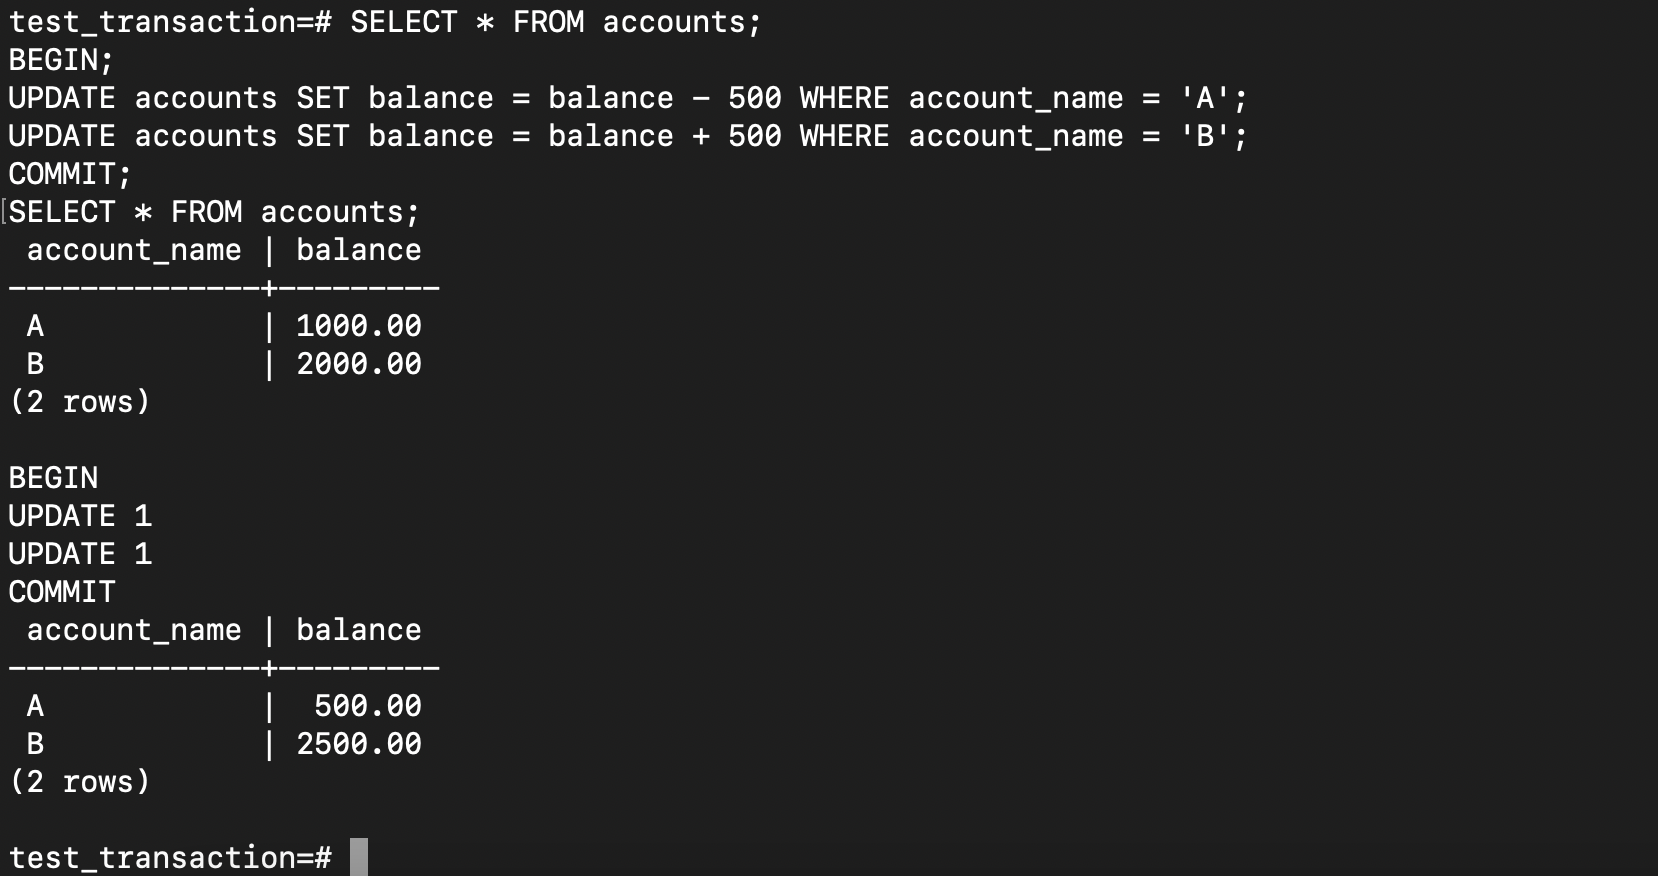 test_transaction=# SELECT * FROM accounts;
BEGIN;
UPDATE accounts SET balance = balance - 500 WHERE account_name = 'A';
UPDATE accounts SET balance = balance + 500 WHERE account_name = 'B';
COMMIT;
[SELECT * FROM accounts;
 account_name | balance
--------------+---------
 A            | 1000.00
 B            | 2000.00
(2 rows)

BEGIN
UPDATE 1
UPDATE 1
COMMIT
 account_name | balance
--------------+---------
 A            |  500.00
 B            | 2500.00
(2 rows)

test_transaction=#